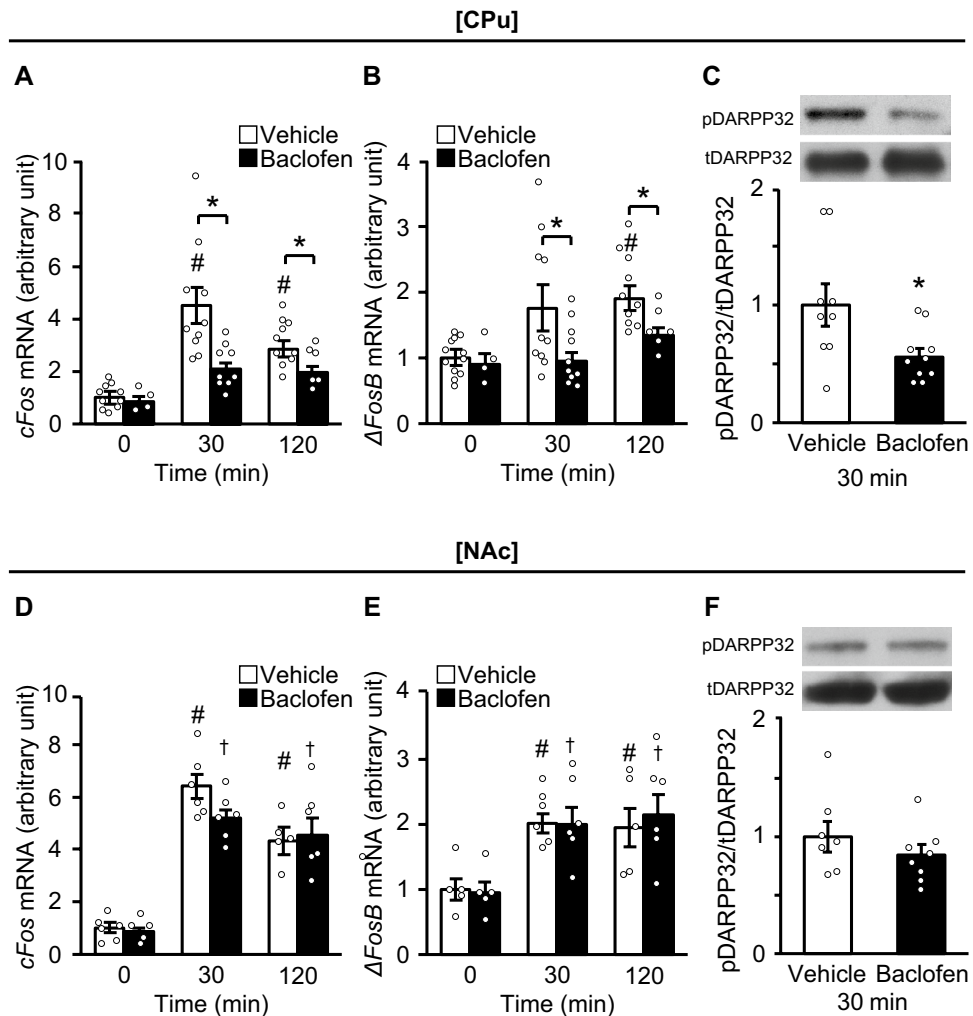 [CPu]
A
Vehicle
Baclofen
cFos mRNA (arbitrary unit)
10
8
6
4
2
0
#
*
#
*
0 30 120
Time (min)
B
Vehicle
Baclofen
ΔFosB mRNA (arbitrary unit)
4
3
2
1
0
*
#
*
0 30 120
Time (min)
C
pDARPP32
tDARPP32
pDARPP32/tDARPP32
2
1
0
*
Vehicle Baclofen
30 min
[NAc]
D
Vehicle
Baclofen
cFos mRNA (arbitrary unit)
10
8
6
4
2
0
#
†
#
†
0 30 120
Time (min)
E
Vehicle
Baclofen
ΔFosB mRNA (arbitrary unit)
4
3
2
1
0
#
†
#
†
0 30 120
Time (min)
F
pDARPP32
tDARPP32
pDARPP32/tDARPP32
2
1
0
Vehicle Baclofen
30 min